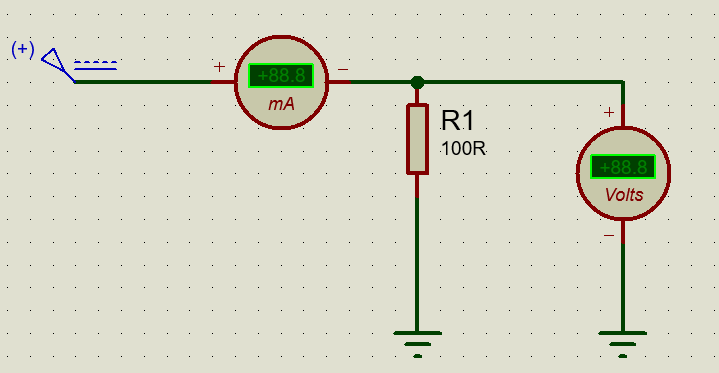 (+)
+ +88.8 −
mA
R1
100R
+
+88.8
Volts
−